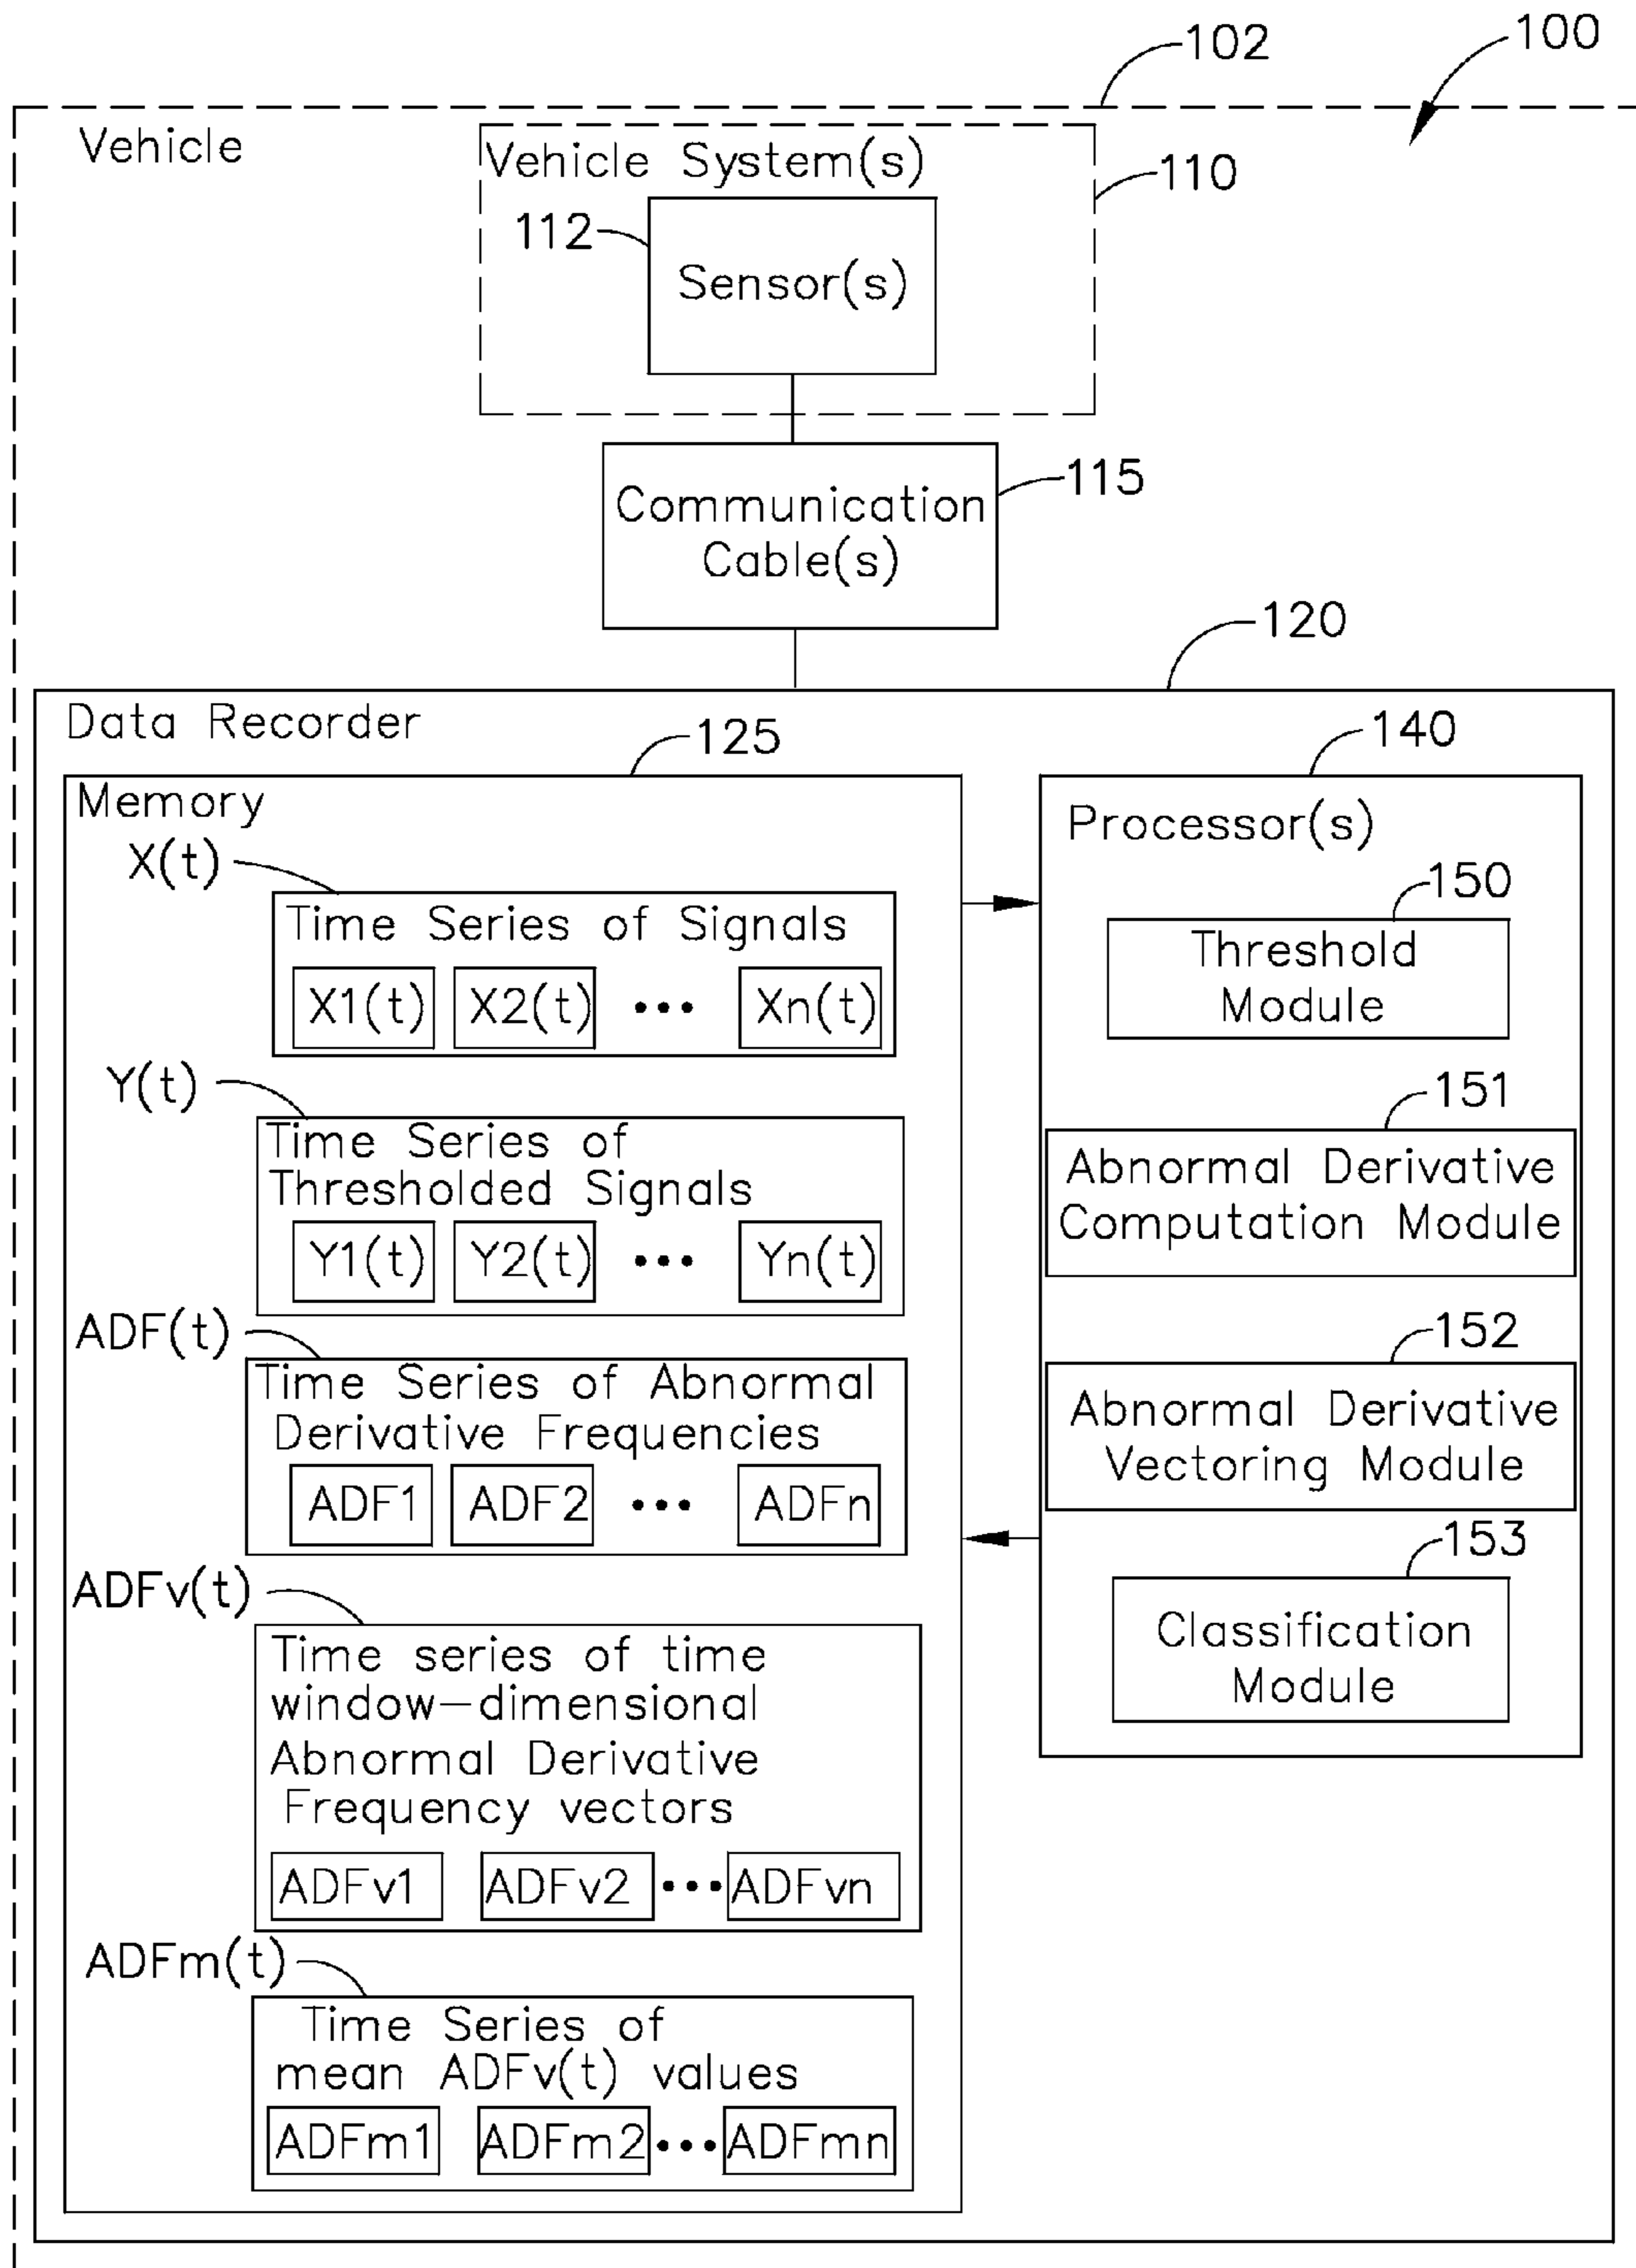 100
102
Vehicle
Vehicle System(s)
110
112
Sensor(s)
115
Communication
Cable(s)
120
Data Recorder
125
140
Memory
X(t)
Time Series of Signals
X1(t) X2(t) ••• Xn(t)
Y(t)
Time Series of
Thresholded Signals
Y1(t) Y2(t) ••• Yn(t)
ADF(t)
Time Series of Abnormal
Derivative Frequencies
ADF1 ADF2 ••• ADFn
ADFv(t)
Time series of time
window-dimensional
Abnormal Derivative
Frequency vectors
ADFv1 ADFv2 ••• ADFvn
ADFm(t)
Time Series of
mean ADFv(t) values
ADFm1 ADFm2 ••• ADFmn
Processor(s)
150
Threshold
Module
151
Abnormal Derivative
Computation Module
152
Abnormal Derivative
Vectoring Module
153
Classification
Module